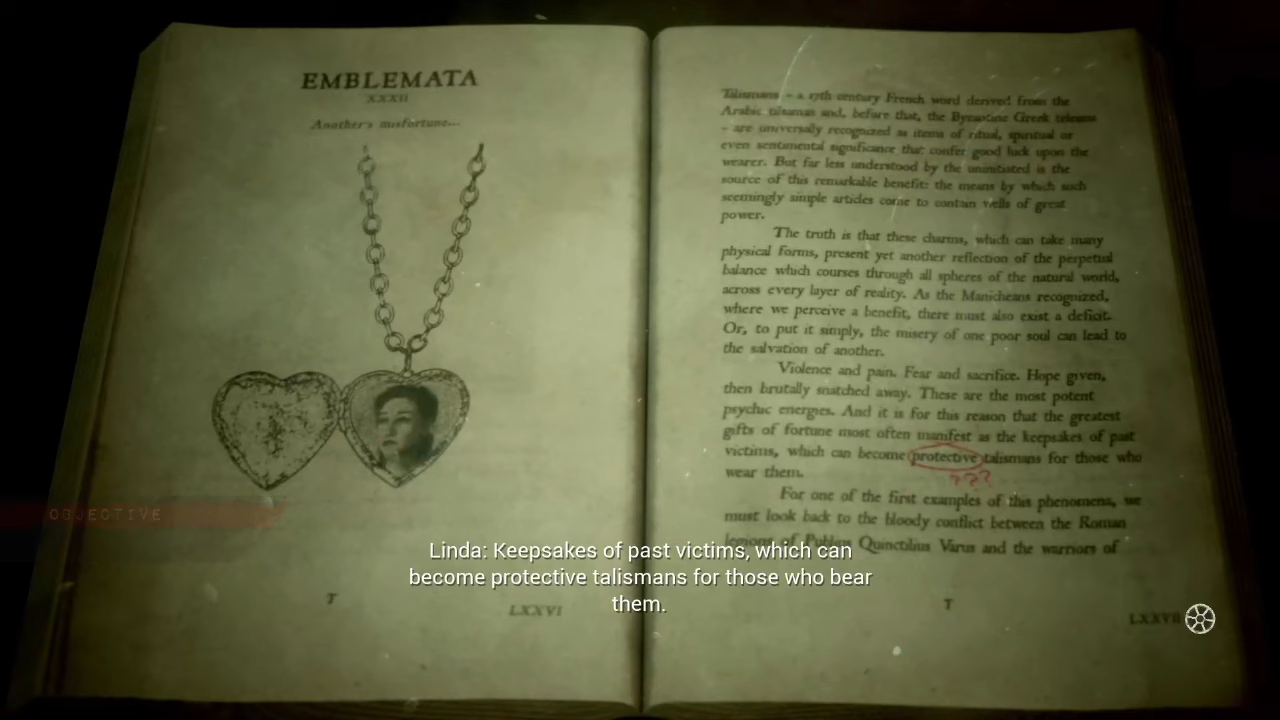 EMBLEMATA
XXXII
Another's misfortune...
Talismans - a 17th century French word derived from the
Arabic tilsaman and, before that, the Byzantine Greek telesma
- are universally recognized as items of ritual, spiritual or
even sentimental significance that confer good luck upon the
wearer. But far less understood by the uninitiated is the
source of this remarkable benefit: the means by which such
seemingly simple articles come to contain wells of great
power.
The truth is that these charms, which can take many
physical forms, present yet another reflection of the perpetual
balance which courses through all spheres of the natural world,
across every layer of reality. As the Manicheans recognized,
where we perceive a benefit, there must also exist a deficit.
Or, to put it simply, the misery of one poor soul can lead to
the salvation of another.
Violence and pain. Fear and sacrifice. Hope given,
then brutally snatched away. These are the most potent
psychic energies. And it is for this reason that the greatest
gifts of fortune most often manifest as the keepsakes of past
victims, which can become protective talismans for those who
wear them.
???
For one of the first examples of this phenomena, we
must look back to the bloody conflict between the Roman
legions of Publius Quinctilius Varus and the warriors of
OBJECTIVE
Linda: Keepsakes of past victims, which can
become protective talismans for those who bear
them.
T
LXXVI
T
LXXVII